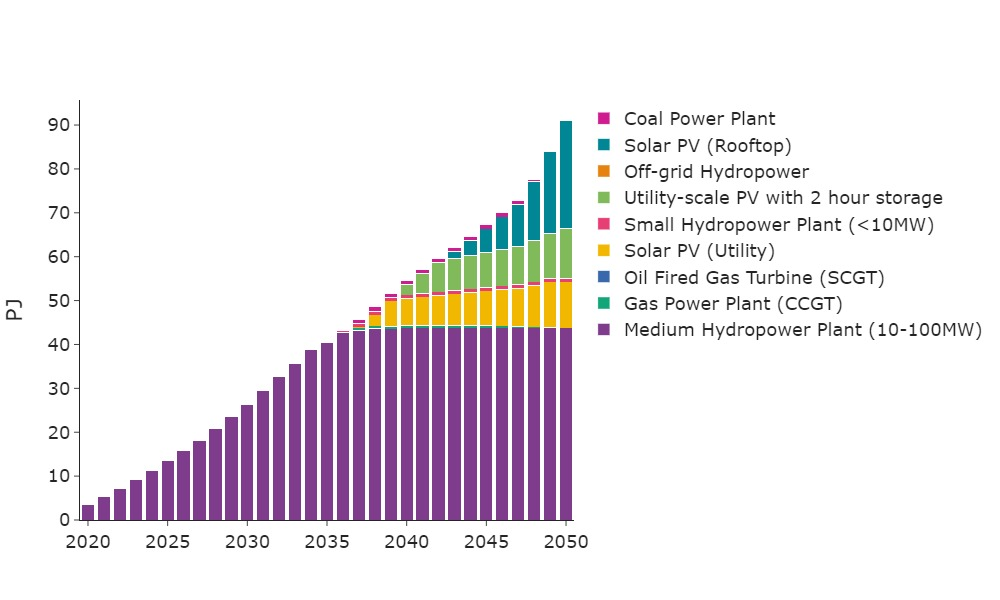 PJ
90
80
70
60
50
40
30
20
10
0
2020 2025 2030 2035 2040 2045 2050
Coal Power Plant
Solar PV (Rooftop)
Off-grid Hydropower
Utility-scale PV with 2 hour storage
Small Hydropower Plant (<10MW)
Solar PV (Utility)
Oil Fired Gas Turbine (SCGT)
Gas Power Plant (CCGT)
Medium Hydropower Plant (10-100MW)